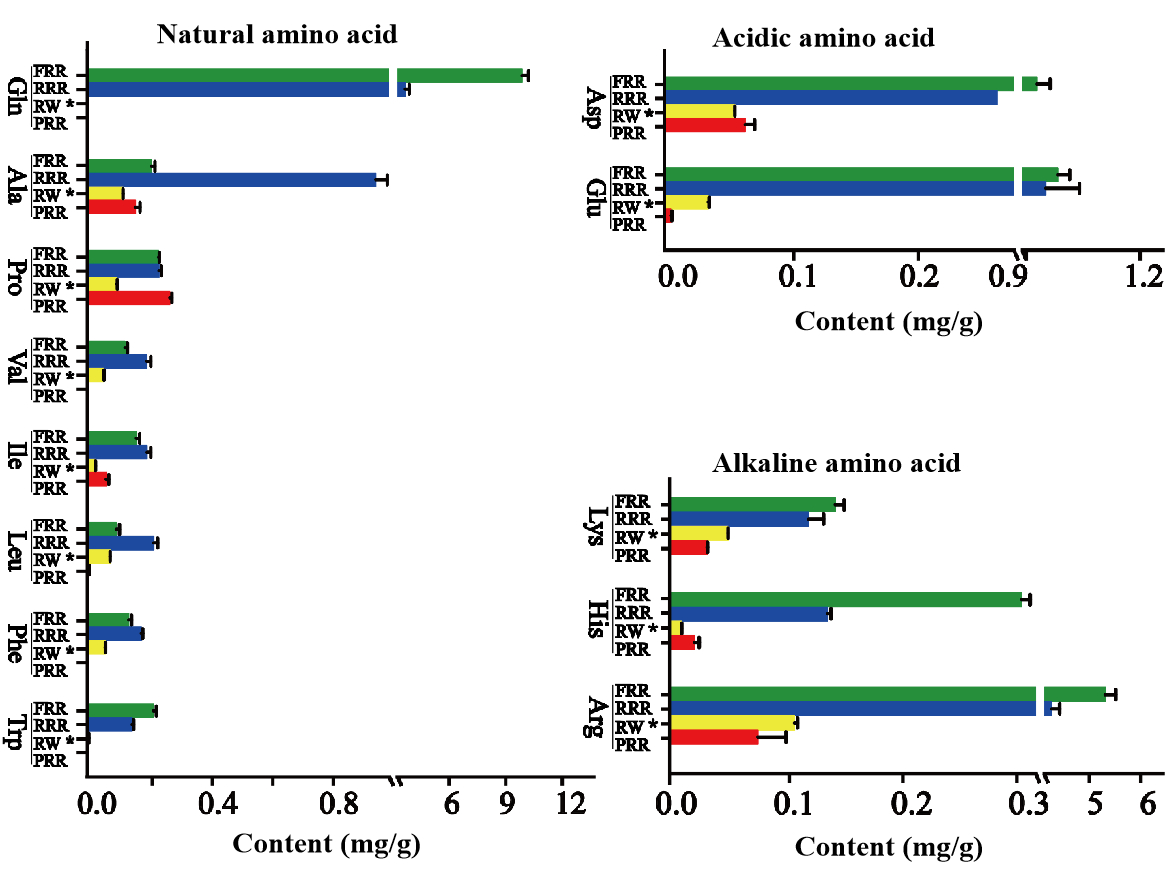 Natural amino acid
Gln
FRR
RRR
RW *
PRR
Ala
FRR
RRR
RW *
PRR
Pro
FRR
RRR
RW *
PRR
Val
FRR
RRR
RW *
PRR
Ile
FRR
RRR
RW *
PRR
Leu
FRR
RRR
RW *
PRR
Phe
FRR
RRR
RW *
PRR
Trp
FRR
RRR
RW *
PRR
0.0 0.4 0.8 6 9 12
Content (mg/g)
Acidic amino acid
Asp
FRR
RRR
RW *
PRR
Glu
FRR
RRR
RW *
PRR
0.0 0.1 0.2 0.9 1.2
Content (mg/g)
Alkaline amino acid
Lys
FRR
RRR
RW *
PRR
His
FRR
RRR
RW *
PRR
Arg
FRR
RRR
RW *
PRR
0.0 0.1 0.2 0.3 5 6
Content (mg/g)